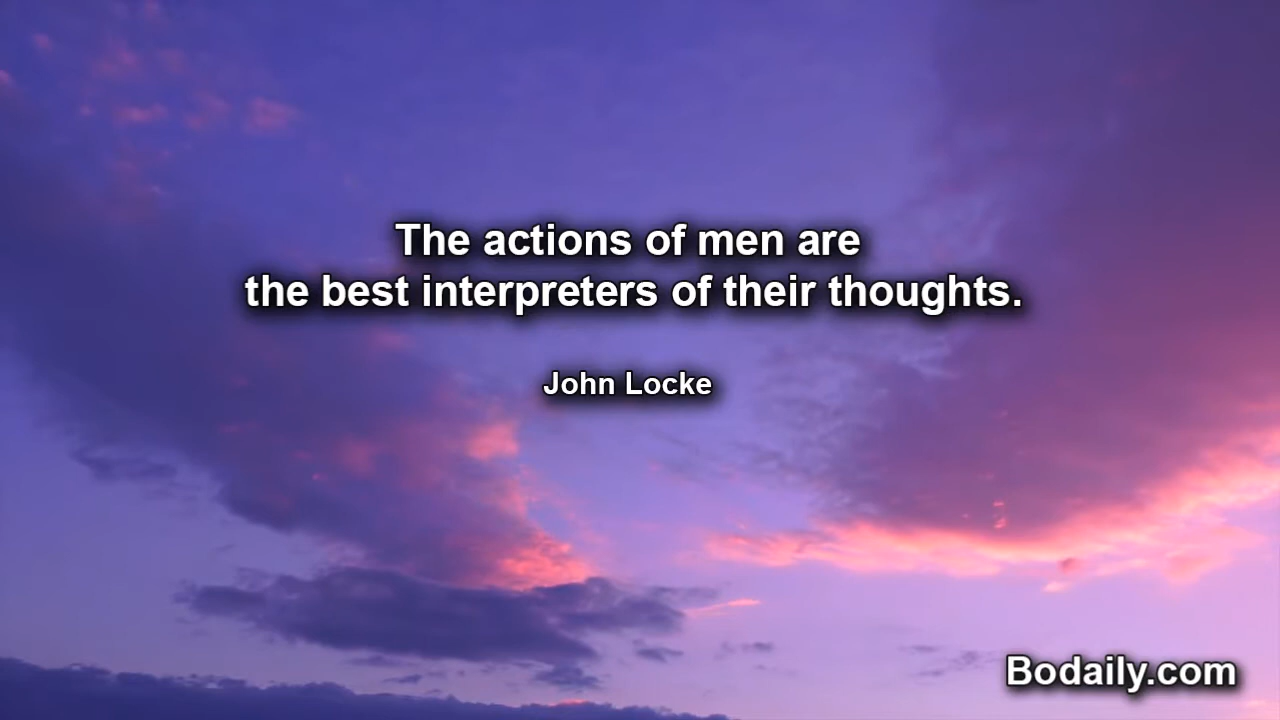 The actions of men are
the best interpreters of their thoughts.
John Locke
Bodaily.com